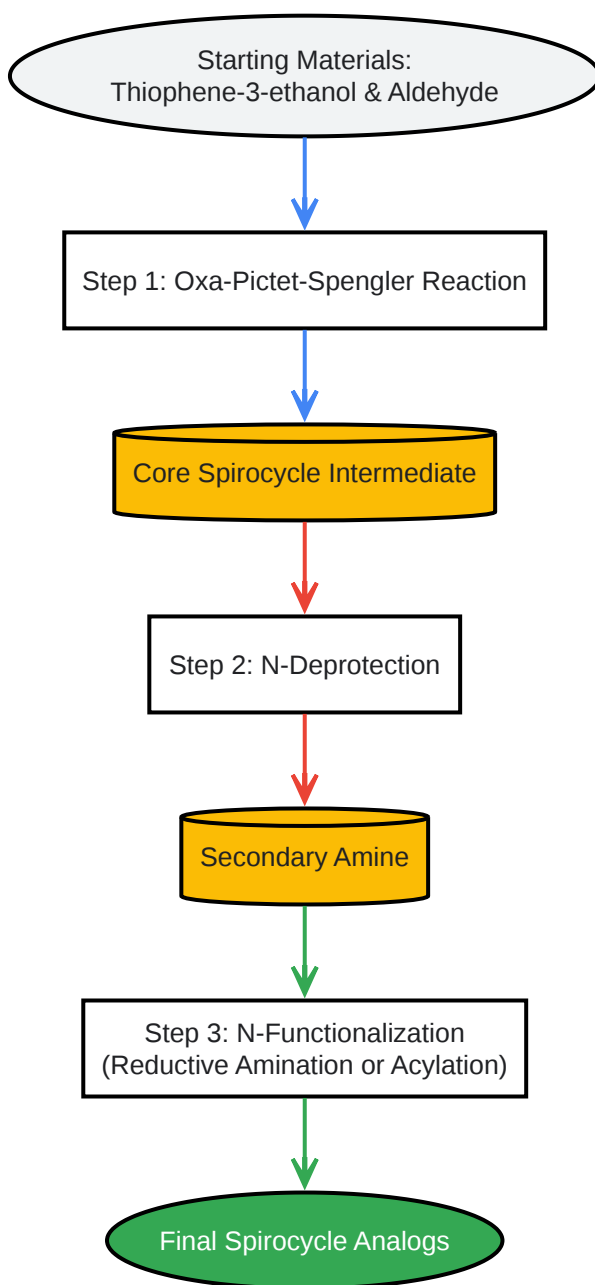 Starting Materials:
Thiophene-3-ethanol & Aldehyde
Step 1: Oxa-Pictet-Spengler Reaction
Core Spirocycle Intermediate
Step 2: N-Deprotection
Secondary Amine
Step 3: N-Functionalization
(Reductive Amination or Acylation)
Final Spirocycle Analogs